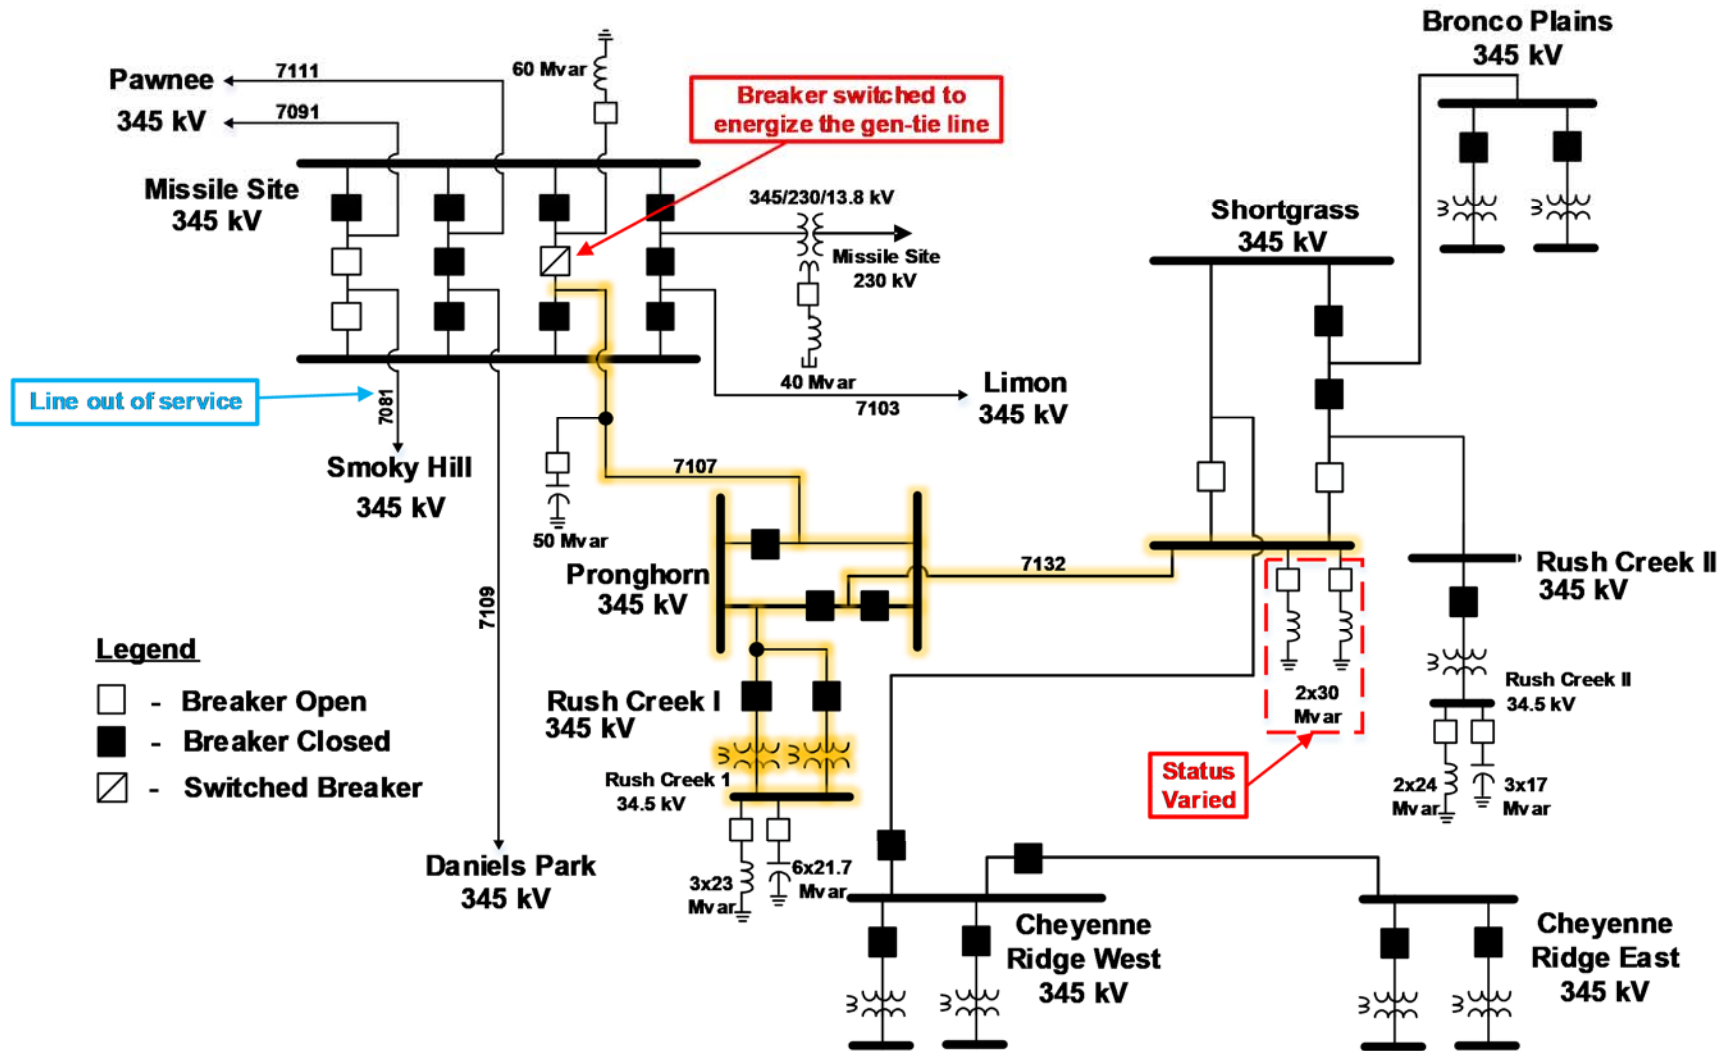 Bronco Plains
345 kV
Pawnee
345 kV
7111
7091
60 Mvar
Breaker switched to
energize the gen-tie line
Missile Site
345 kV
345/230/13.8 kV
Missile Site
230 kV
40 Mvar
Shortgrass
345 kV
Line out of service
7081
7103
Limon
345 kV
Smoky Hill
345 kV
7107
50 Mvar
7109
Pronghorn
345 kV
7132
Rush Creek II
345 kV
Legend
- Breaker Open
- Breaker Closed
- Switched Breaker
Rush Creek I
345 kV
Rush Creek 1
34.5 kV
3x23
Mvar
6x21.7
Mvar
2x30
Mvar
Status
Varied
Rush Creek II
34.5 kV
2x24
Mvar
3x17
Mvar
Daniels Park
345 kV
Cheyenne
Ridge West
345 kV
Cheyenne
Ridge East
345 kV